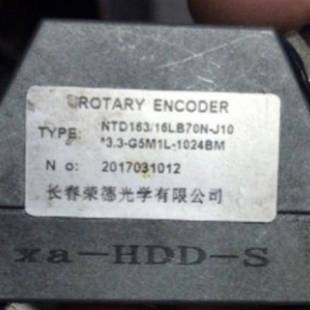 ROTARY ENCODER
TYPE: NTD163/16LB70N-J10
*3.3-G5M1L-1024BM
No: 2017031012
长春荣德光学有限公司
xa-HDD-S